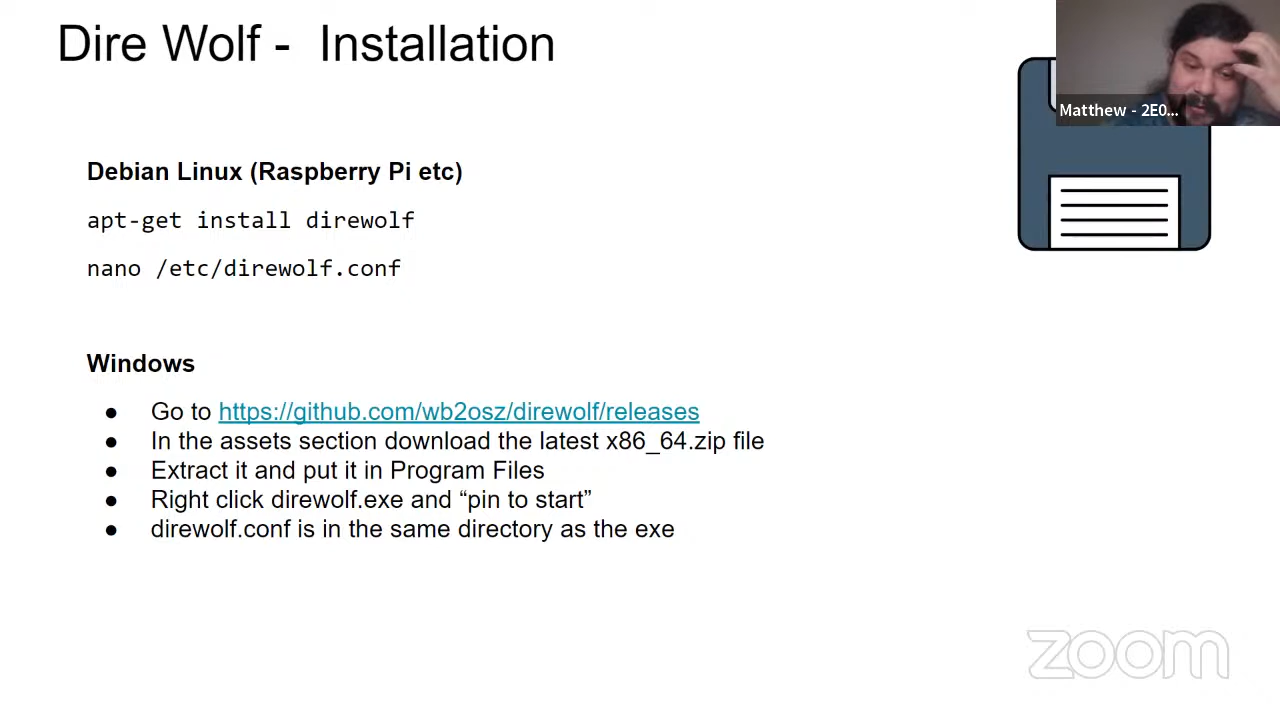 Dire Wolf - Installation
Matthew - 2E0...
Debian Linux (Raspberry Pi etc)
apt-get install direwolf
nano /etc/direwolf.conf
Windows
● Go to https://github.com/wb2osz/direwolf/releases
● In the assets section download the latest x86_64.zip file
● Extract it and put it in Program Files
● Right click direwolf.exe and “pin to start”
● direwolf.conf is in the same directory as the exe
zoom